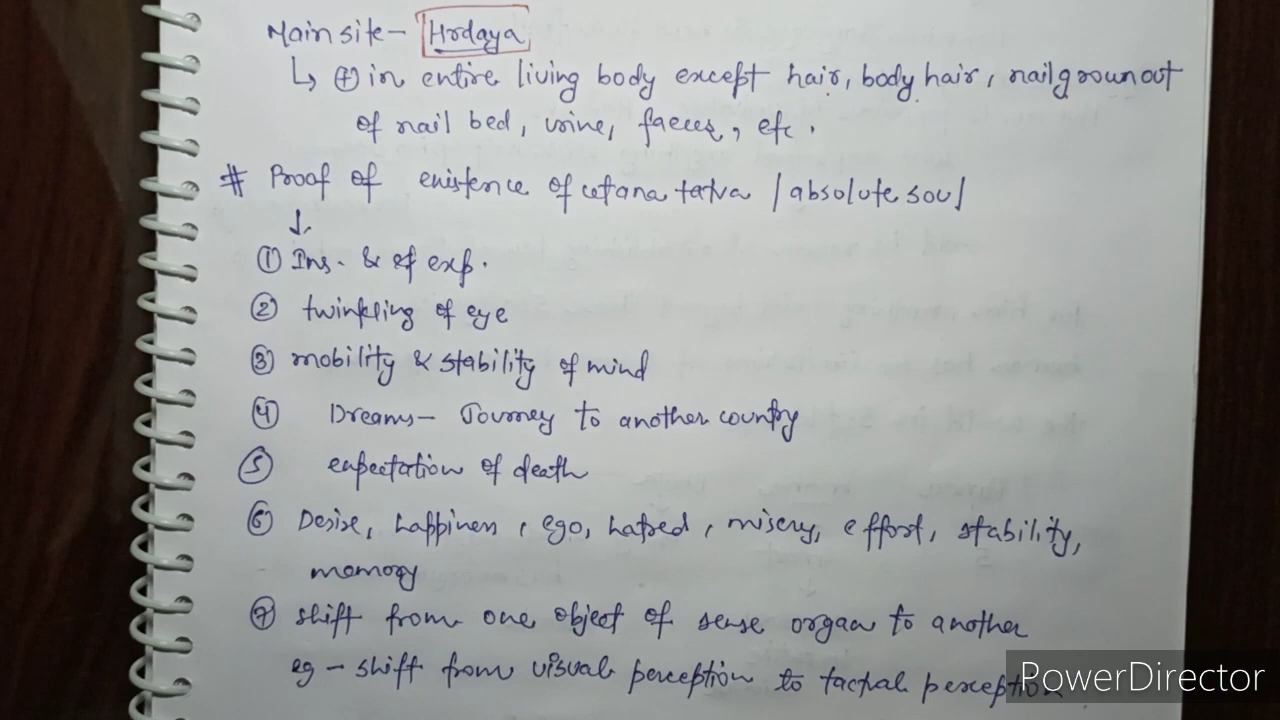 Main site - Hrdaya
↳ ⊕ in entire living body except hair, body hair, nail grown out
of nail bed, urine, faeces, etc.
# Proof of existence of cetana tatva / absolute soul
↓
① Ins. & of exp.
② twinkling of eye
③ mobility & stability of mind
④ Dreams - Journey to another country
⑤ expectation of death
⑥ Desire, happiness, ego, hatred, misery, effort, stability,
memory
⑦ shift from one object of sense organ to another
eg - shift from visual perception to tactual perception.
PowerDirector